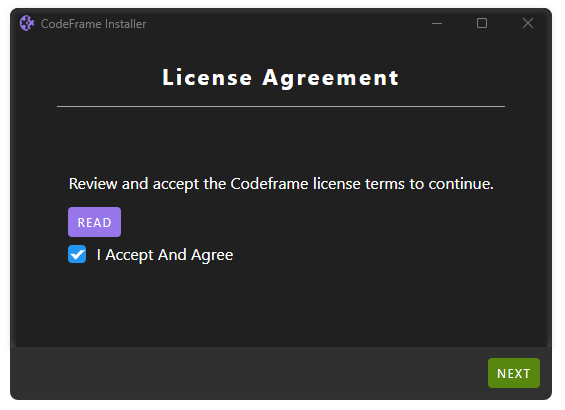 CodeFrame Installer
License Agreement
Review and accept the Codeframe license terms to continue.
READ
I Accept And Agree
NEXT